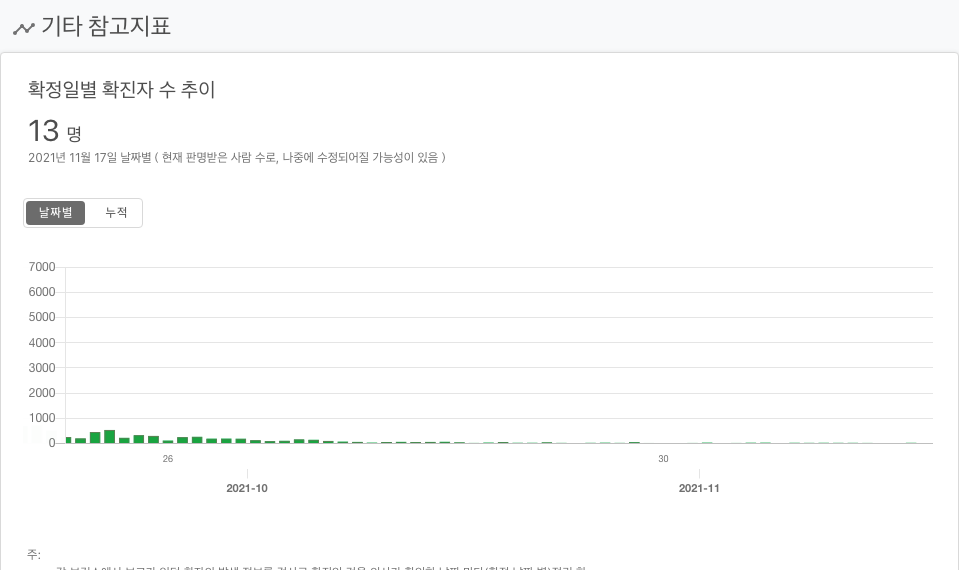 기타 참고지표
확정일별 확진자 수 추이
13 명
2021년 11월 17일 날짜별 ( 현재 판명받은 사람 수로, 나중에 수정되어질 가능성이 있음 )
날짜별 누적
7000
6000
5000
4000
3000
2000
1000
0
26 30
2021-10 2021-11
주: